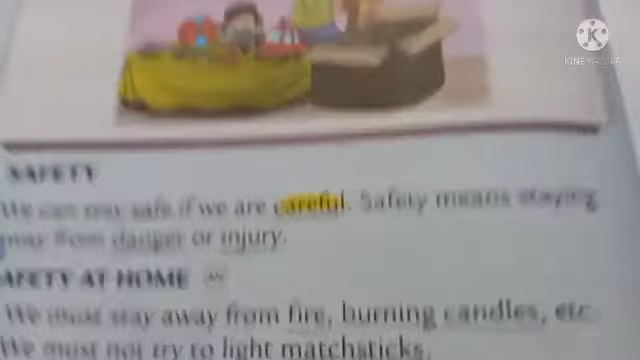 K
KINEMASTER
SAFETY
We can stay safe if we are careful. Safety means staying
away from danger or injury.
SAFETY AT HOME
We must stay away from fire, burning candles, etc.
We must not try to light matchsticks.